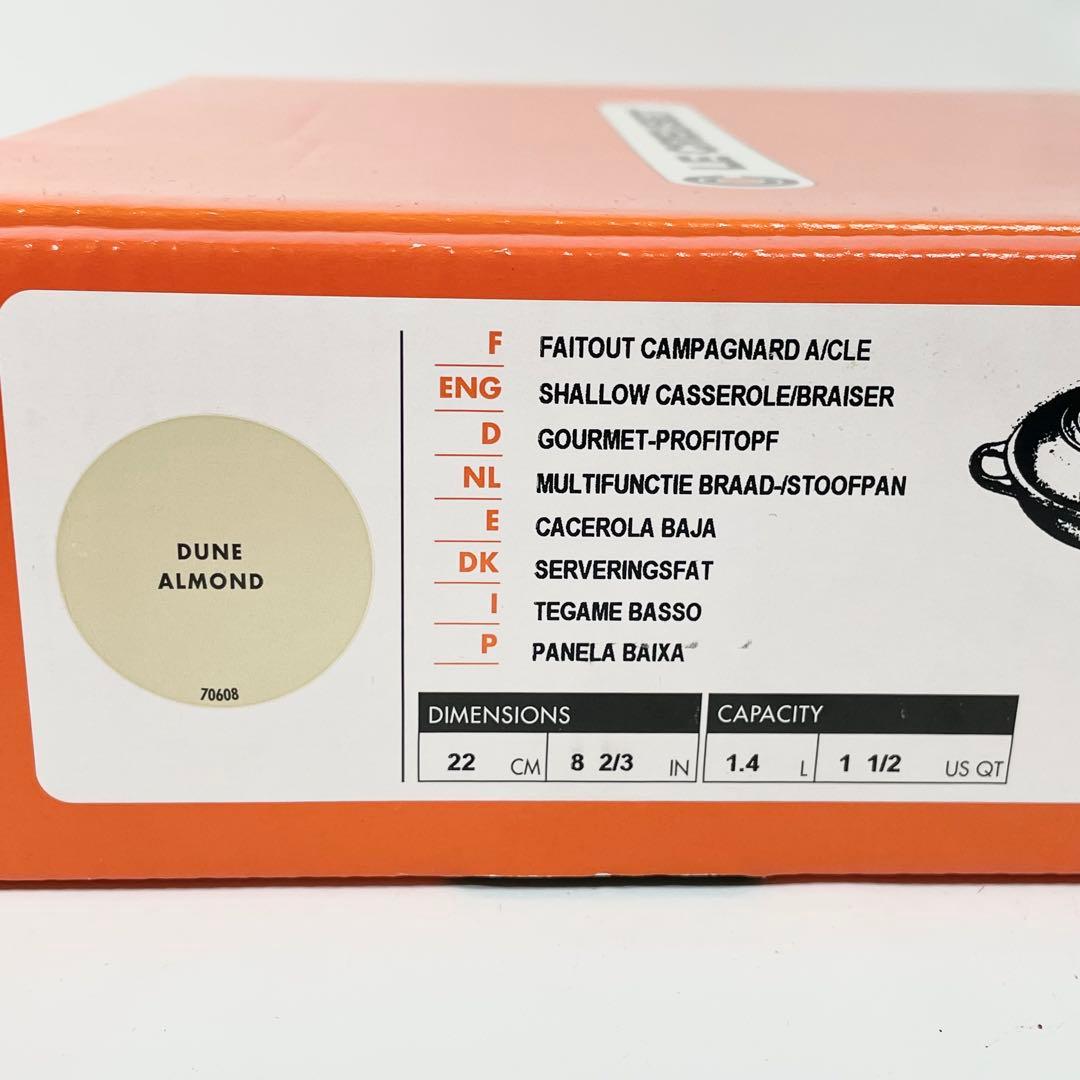 LE CREUSET
DUNE
ALMOND
70608
F FAITOUT CAMPAGNARD A/CLE
ENG SHALLOW CASSEROLE/BRAISER
D GOURMET-PROFITOPF
NL MULTIFUNCTIE BRAAD-/STOOFPAN
E CACEROLA BAJA
DK SERVERINGSFAT
I TEGAME BASSO
P PANELA BAIXA
DIMENSIONS CAPACITY
22 CM 8 2/3 IN 1.4 L 1 1/2 US QT